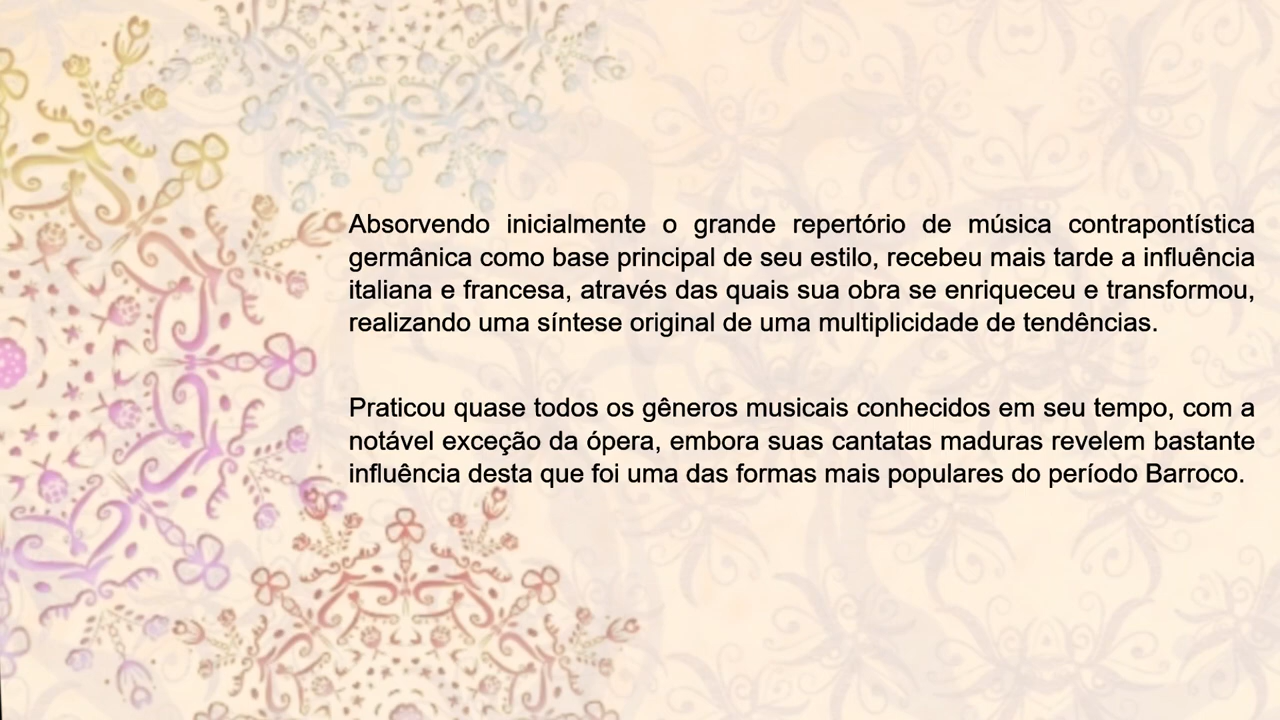 Absorvendo inicialmente o grande repertório de música contrapontística
germânica como base principal de seu estilo, recebeu mais tarde a influência
italiana e francesa, através das quais sua obra se enriqueceu e transformou,
realizando uma síntese original de uma multiplicidade de tendências.
Praticou quase todos os gêneros musicais conhecidos em seu tempo, com a
notável exceção da ópera, embora suas cantatas maduras revelem bastante
influência desta que foi uma das formas mais populares do período Barroco.